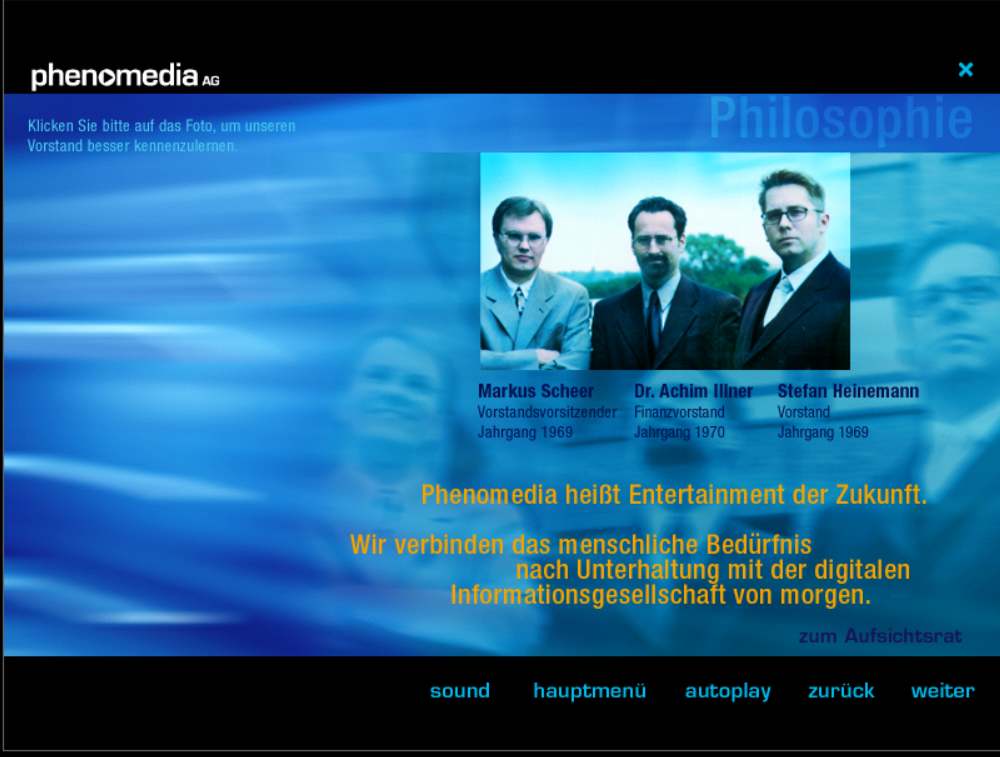 phenomedia AG
Klicken Sie bitte auf das Foto, um unseren
Vorstand besser kennenzulernen.
Philosophie
Markus Scheer
Vorstandsvorsitzender
Jahrgang 1969
Dr. Achim Illner
Finanzvorstand
Jahrgang 1970
Stefan Heinemann
Vorstand
Jahrgang 1969
Phenomedia heißt Entertainment der Zukunft.
Wir verbinden das menschliche Bedürfnis
nach Unterhaltung mit der digitalen
Informationsgesellschaft von morgen.
zum Aufsichtsrat
sound hauptmenü autoplay zurück weiter